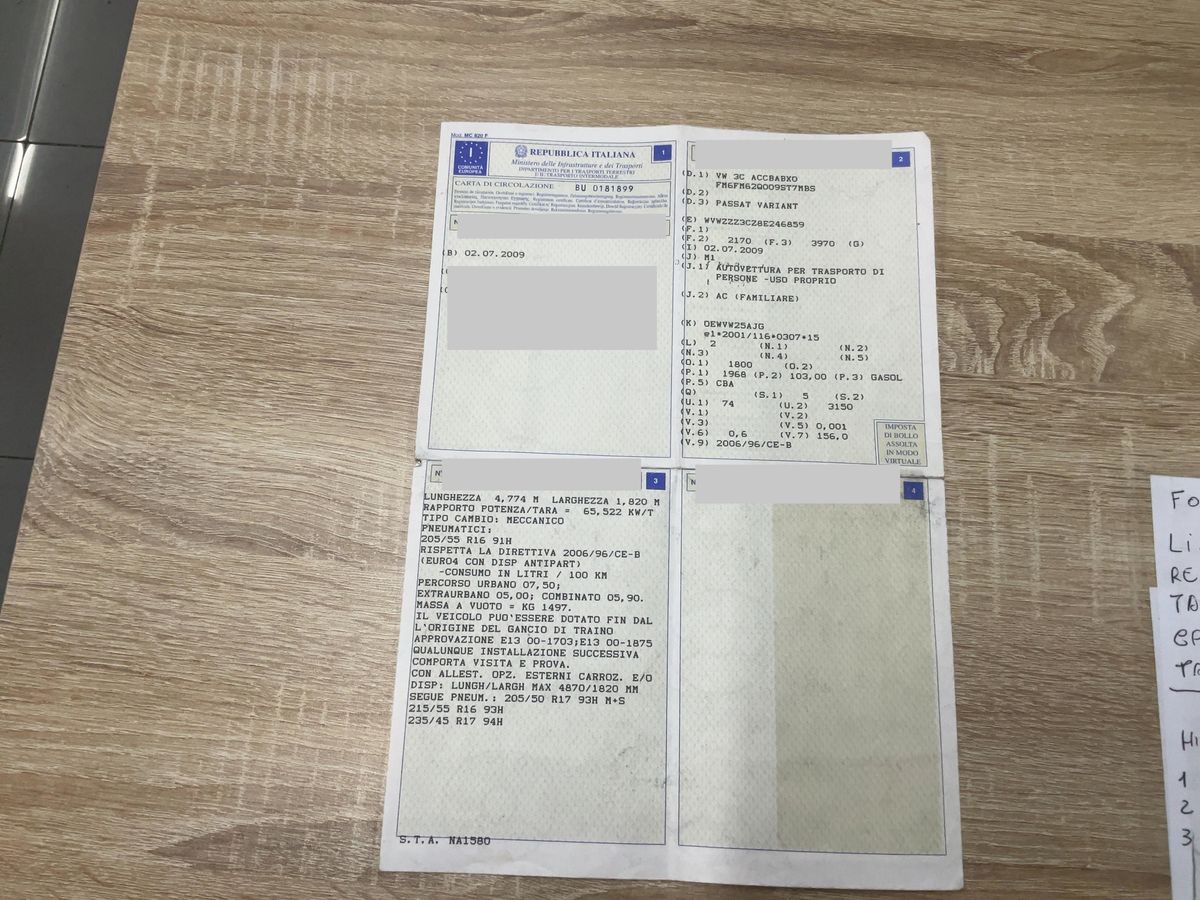 Mod. MC 820 F
I
COMUNITÀ
EUROPEA
REPUBBLICA ITALIANA
1
Ministero delle Infrastrutture e dei Trasporti
DIPARTIMENTO PER I TRASPORTI TERRESTRI
E IL TRASPORTO INTERMODALE
CARTA DI CIRCOLAZIONE
BU 0181899
(B) 02.07.2009
2
(D.1) VW 3C ACCBABXO
FM6FM62Q009ST7MBS
(D.2)
(D.3) PASSAT VARIANT
(E) WVWZZZ3CZ8E246859
(F.1)
(F.2) 2170 (F.3) 3970 (G)
(I) 02.07.2009
(J) M1
(J.1) AUTOVETTURA PER TRASPORTO DI
PERSONE -USO PROPRIO
(J.2) AC (FAMILIARE)
(K) OEWVW25AJG
e1*2001/116*0307*15
(L) 2 (N.1) (N.2)
(N.3) (N.4) (N.5)
(O.1) 1800 (O.2)
(P.1) 1968 (P.2) 103,00 (P.3) GASOL
(P.5) CBA
(Q) (S.1) 5 (S.2)
(U.1) 74 (U.2) 3150
(V.1) (V.2)
(V.3) (V.5) 0,001
(V.6) 0,6 (V.7) 156,0
(V.9) 2006/96/CE-B
IMPOSTA
DI BOLLO
ASSOLTA
IN MODO
VIRTUALE
N
3
LUNGHEZZA 4,774 M LARGHEZZA 1,820 M
RAPPORTO POTENZA/TARA = 65,522 KW/T
TIPO CAMBIO: MECCANICO
PNEUMATICI:
205/55 R16 91H
RISPETTA LA DIRETTIVA 2006/96/CE-B
(EURO4 CON DISP ANTIPART)
-CONSUMO IN LITRI / 100 KM
PERCORSO URBANO 07,50;
EXTRAURBANO 05,00; COMBINATO 05,90.
MASSA A VUOTO = KG 1497.
IL VEICOLO PUO'ESSERE DOTATO FIN DAL
L'ORIGINE DEL GANCIO DI TRAINO
APPROVAZIONE E13 00-1703;E13 00-1875
QUALUNQUE INSTALLAZIONE SUCCESSIVA
COMPORTA VISITA E PROVA.
CON ALLEST. OPZ. ESTERNI CARROZ. E/O
DISP: LUNGH/LARGH MAX 4870/1820 MM
SEGUE PNEUM.: 205/50 R17 93H M+S
215/55 R16 93H
235/45 R17 94H
S.T.A. NA1580
N
4
FO
Li
RE
TA
TA
Hi
1
2
3